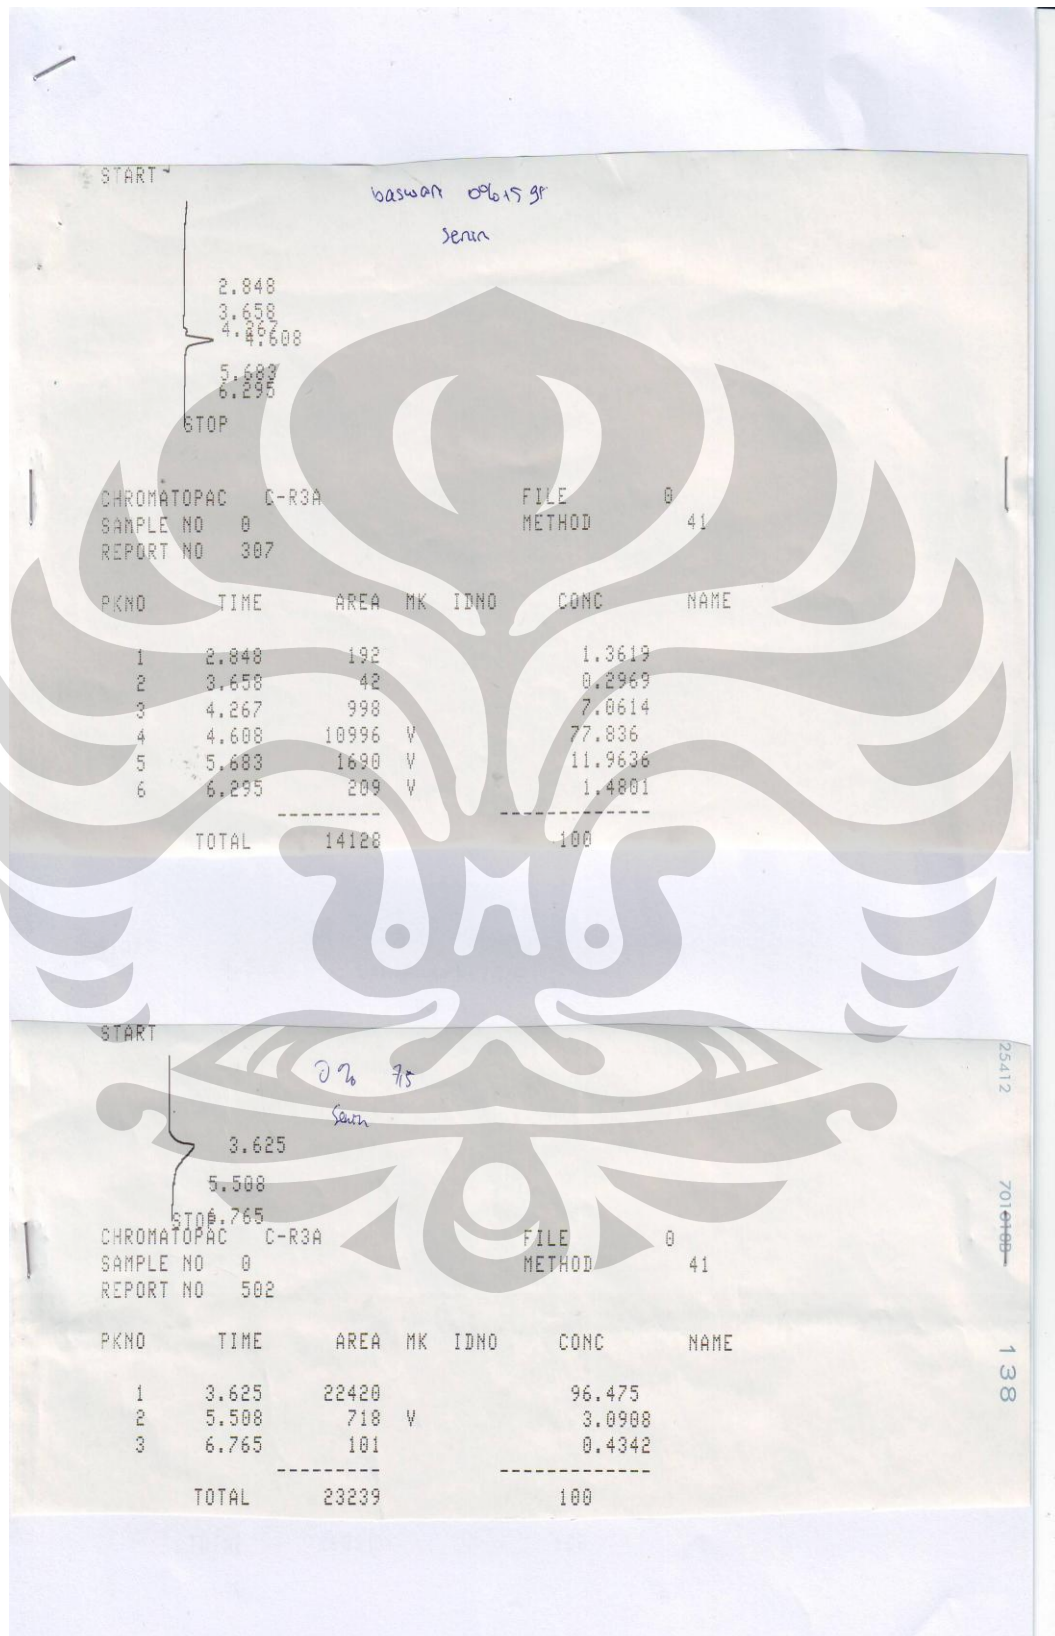 START
baswan 0% 15 gr
Senin
2.848
3.658
4.267
4.608
5.683
6.295
STOP
CHROMATOPAC C-R3A FILE 0
SAMPLE NO 0 METHOD 41
REPORT NO 307
PKNO TIME AREA MK IDNO CONC NAME
1 2.848 192 1.3619
2 3.658 42 0.2969
3 4.267 998 7.0614
4 4.608 10996 V 77.836
5 5.683 1690 V 11.9636
6 6.295 209 V 1.4801
TOTAL 14128 100
START
0% 7,5
Senin
3.625
5.508
6.765
STOP
CHROMATOPAC C-R3A FILE 0
SAMPLE NO 0 METHOD 41
REPORT NO 502
PKNO TIME AREA MK IDNO CONC NAME
1 3.625 22420 96.475
2 5.508 718 V 3.0908
3 6.765 101 0.4342
TOTAL 23239 100
25412
138